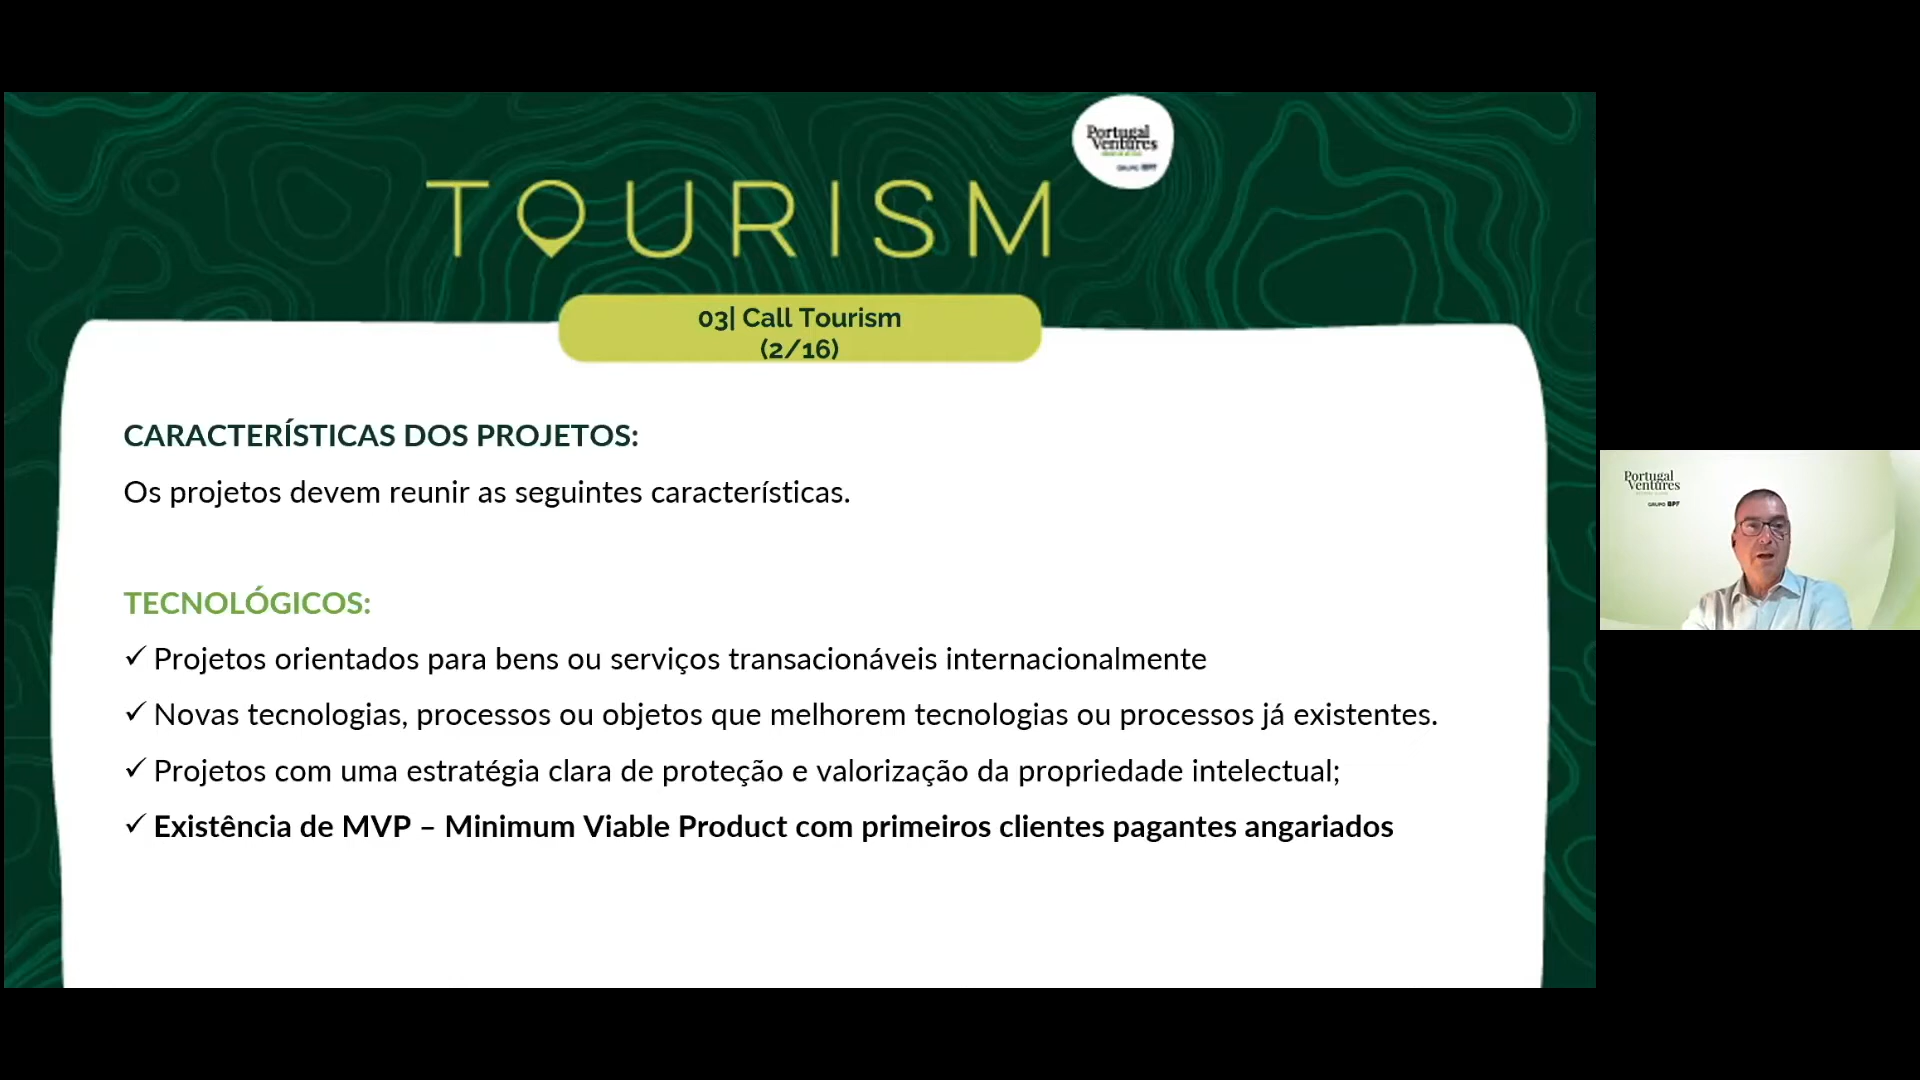 Portugal
Ventures
GRUPO BPF
TOURISM
03| Call Tourism
(2/16)
CARACTERÍSTICAS DOS PROJETOS:
Os projetos devem reunir as seguintes características.
TECNOLÓGICOS:
✓ Projetos orientados para bens ou serviços transacionáveis internacionalmente
✓ Novas tecnologias, processos ou objetos que melhorem tecnologias ou processos já existentes.
✓ Projetos com uma estratégia clara de proteção e valorização da propriedade intelectual;
✓ Existência de MVP – Minimum Viable Product com primeiros clientes pagantes angariados
Portugal
Ventures
GRUPO BPF